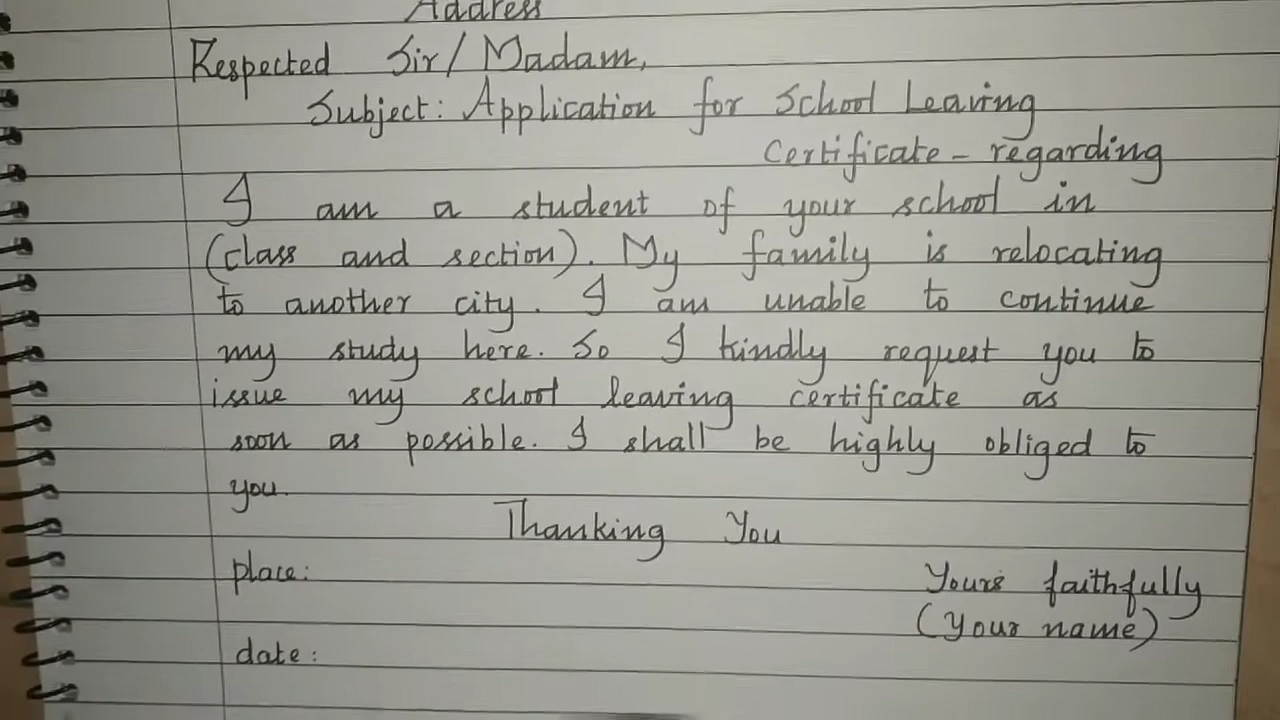 Address
Respected Sir/Madam,
Subject: Application for School Leaving
Certificate - regarding
I am a student of your school in
(class and section). My family is relocating
to another city. I am unable to continue
my study here. So I kindly request you to
issue my school leaving certificate as
soon as possible. I shall be highly obliged to
you.
Thanking You
place:
Yours faithfully
(Your name)
date: